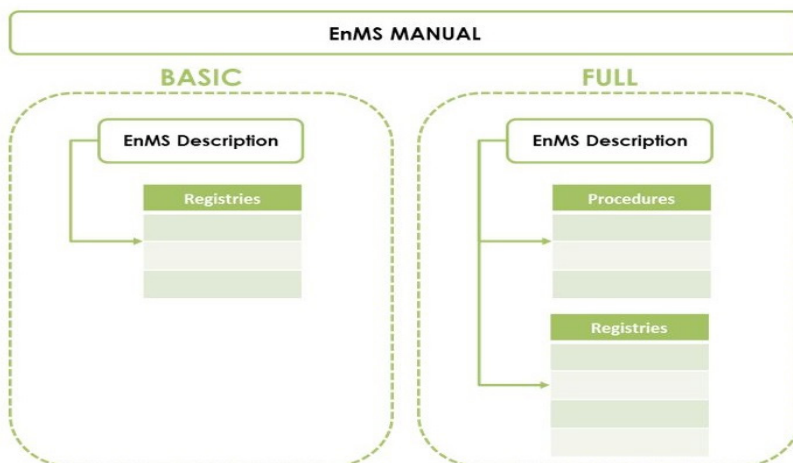 EnMS MANUAL
BASIC
FULL
EnMS Description
EnMS Description
Registries
Procedures
Registries